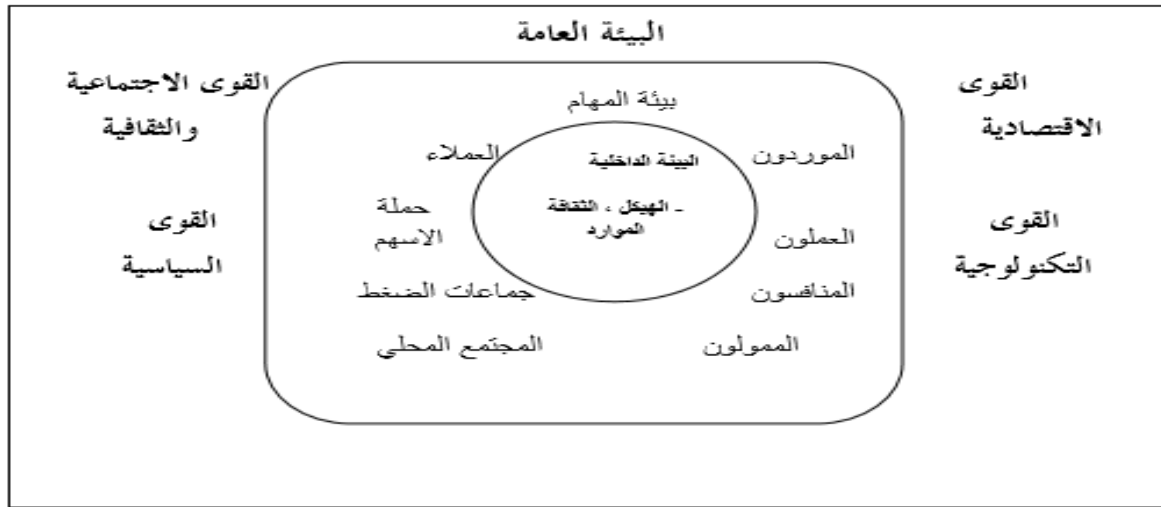 البيئة العامة
القوى
الاقتصادية
القوى الاجتماعية
والثقافية
بيئة المهام
الموردون
البيئة الداخلية
العملاء
ـ الهيكل ، الثقافة
الموارد
حملة
الاسهم
العملون
القوى
التكنولوجية
القوى
السياسية
المنافسون
جماعات الضغط
الممولون
المجتمع المحلي